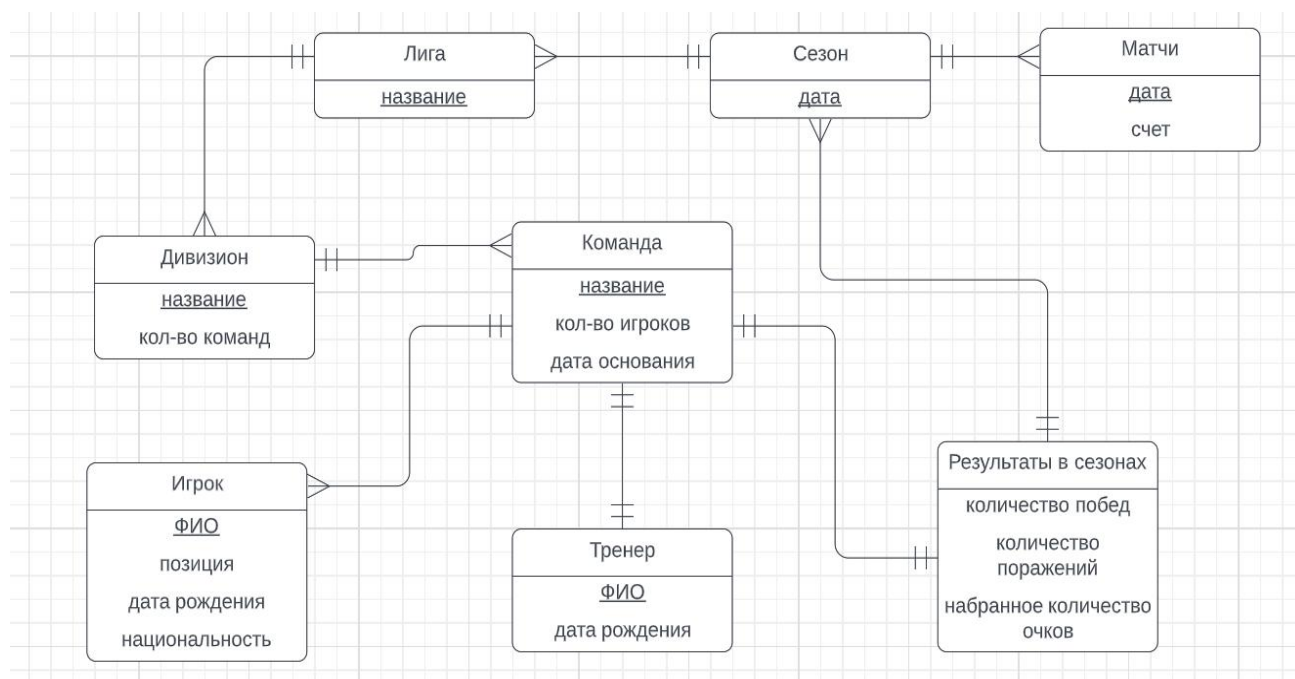 Лига
название
Сезон
дата
Матчи
дата
счет
Дивизион
название
кол-во команд
Команда
название
кол-во игроков
дата основания
Игрок
ФИО
позиция
дата рождения
национальность
Тренер
ФИО
дата рождения
Результаты в сезонах
количество побед
количество
поражений
набранное количество
очков